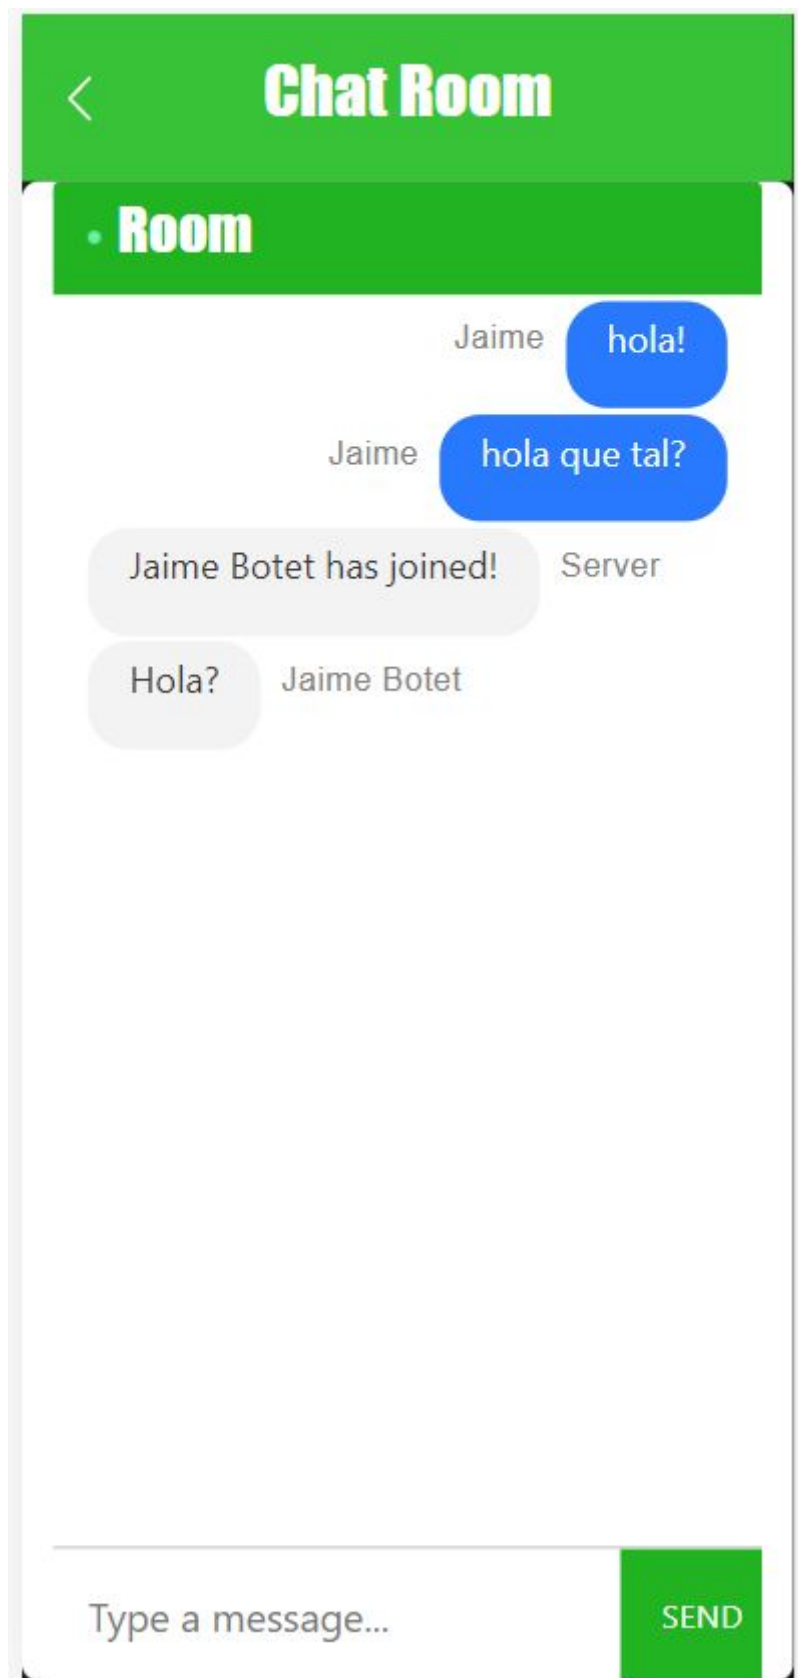 Chat Room
Room
Jaime hola!
Jaime hola que tal?
Jaime Botet has joined! Server
Hola? Jaime Botet
Type a message... SEND